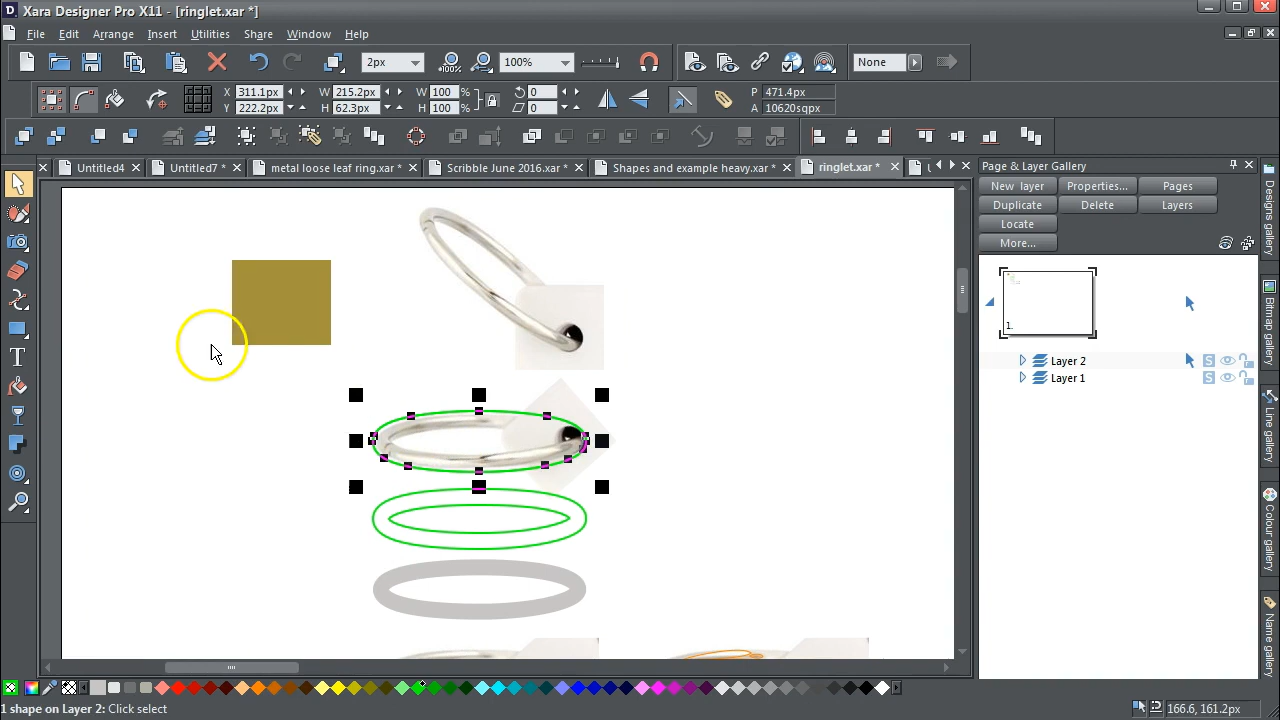 Xara Designer Pro X11 - [ringlet.xar *]
File Edit Arrange Insert Utilities Share Window Help
2px 100% 100% None
X 311.1px W 215.2px W 100 % 0 P 471.4px
Y 222.2px H 62.3px H 100 % 0 A 10620sqpx
Untitled4 Untitled7 * metal loose leaf ring.xar * Scribble June 2016.xar * Shapes and example heavy.xar * ringlet.xar *
Page & Layer Gallery
New layer Properties... Pages
Duplicate Delete Layers
Locate
More...
1.
Layer 2 S
Layer 1 S
Designs gallery
Image gallery
Line gallery
Colour gallery
Name gallery
1 shape on Layer 2: Click select
166.6, 161.2px